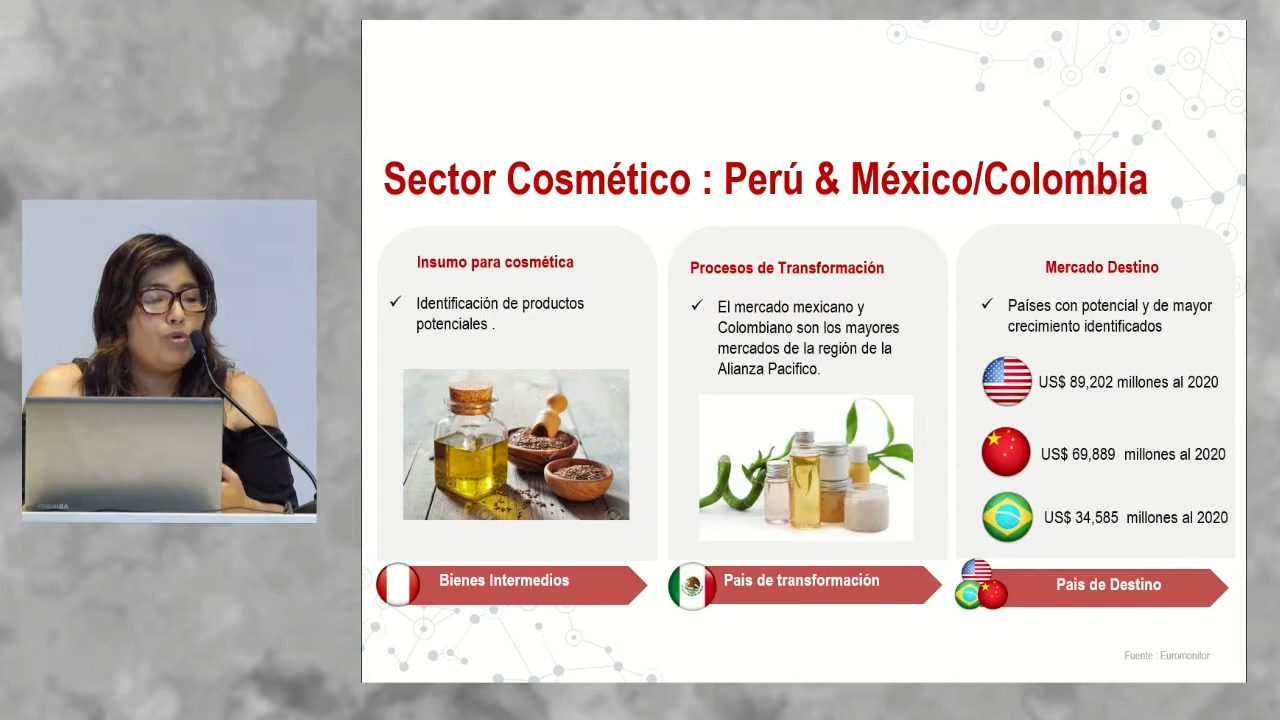 Sector Cosmético : Perú & México/Colombia
Insumo para cosmética
✓ Identificación de productos
potenciales .
Bienes Intermedios
Procesos de Transformación
✓ El mercado mexicano y
Colombiano son los mayores
mercados de la región de la
Alianza Pacifico.
Pais de transformación
Mercado Destino
✓ Países con potencial y de mayor
crecimiento identificados
US$ 89,202 millones al 2020
US$ 69,889 millones al 2020
US$ 34,585 millones al 2020
Pais de Destino
Fuente : Euromonitor
TOSHIBA